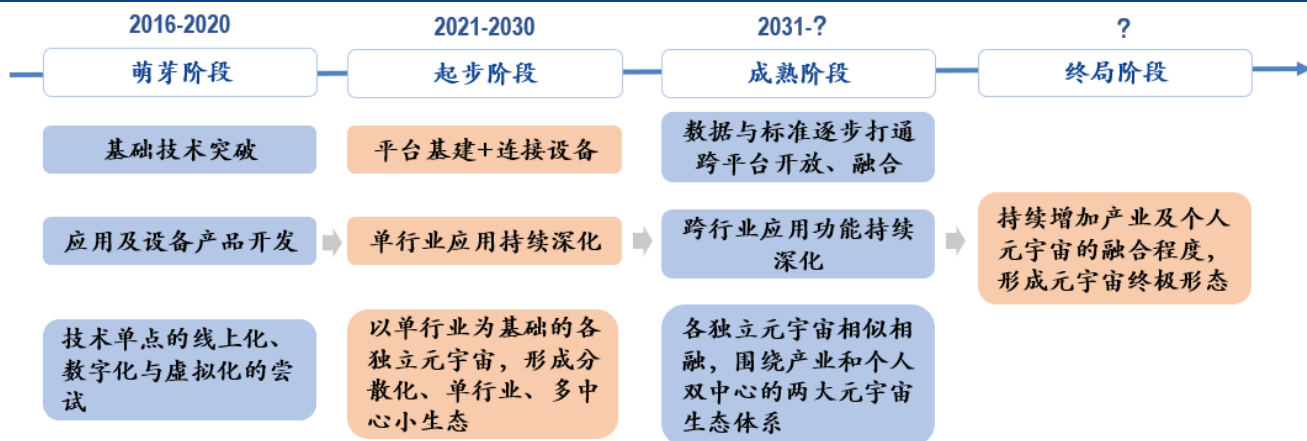 2016-2020
2021-2030
2031-?
?
萌芽阶段
起步阶段
成熟阶段
终局阶段
基础技术突破
平台基建+连接设备
数据与标准逐步打通
跨平台开放、融合
应用及设备产品开发
单行业应用持续深化
跨行业应用功能持续
深化
持续增加产业及个人
元宇宙的融合程度，
形成元宇宙终极形态
技术单点的线上化、
数字化与虚拟化的尝
试
以单行业为基础的各
独立元宇宙，形成分
散化、单行业、多中
心小生态
各独立元宇宙相似相
融，围绕产业和个人
双中心的两大元宇宙
生态体系